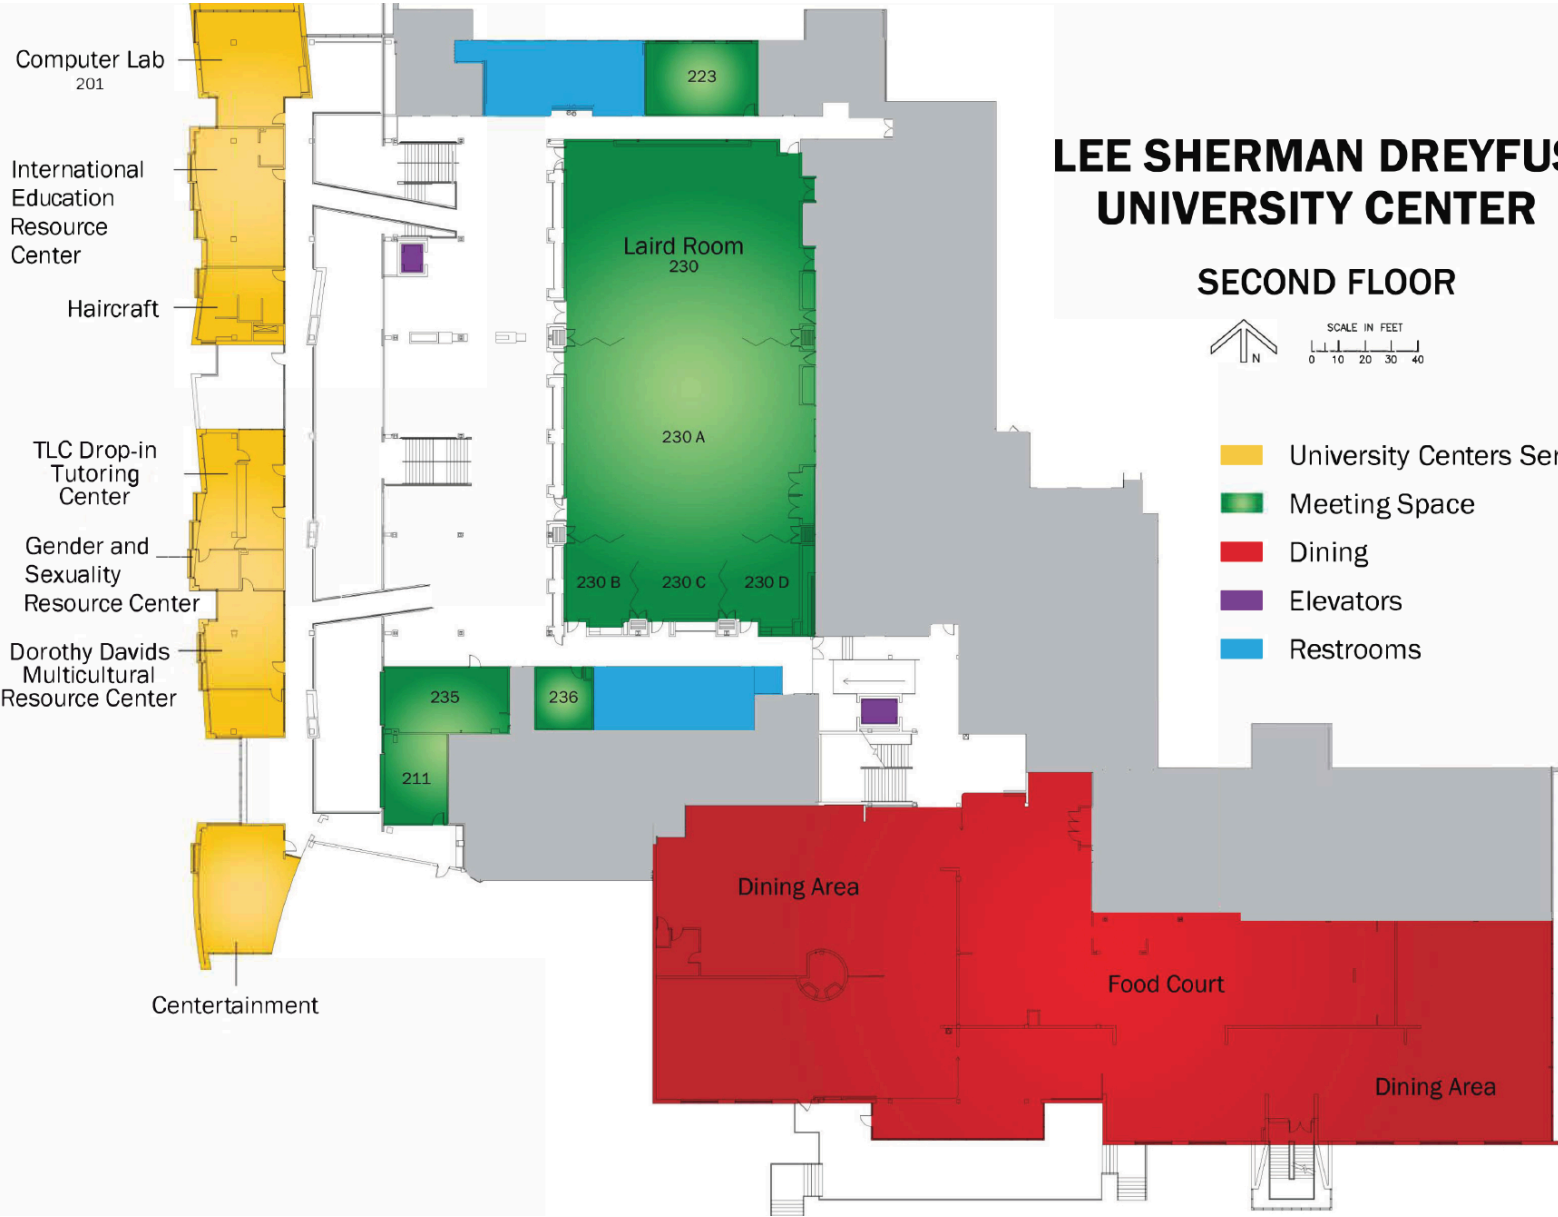 Computer Lab
201
International
Education
Resource
Center
Haircraft
TLC Drop-in
Tutoring
Center
Gender and
Sexuality
Resource Center
Dorothy Davids
Multicultural
Resource Center
Centertainment
223
Laird Room
230
230 A
230 B
230 C
230 D
235
236
211
Dining Area
Food Court
Dining Area
LEE SHERMAN DREYFUS
UNIVERSITY CENTER
SECOND FLOOR
N
SCALE IN FEET
0 10 20 30 40
University Centers Ser
Meeting Space
Dining
Elevators
Restrooms